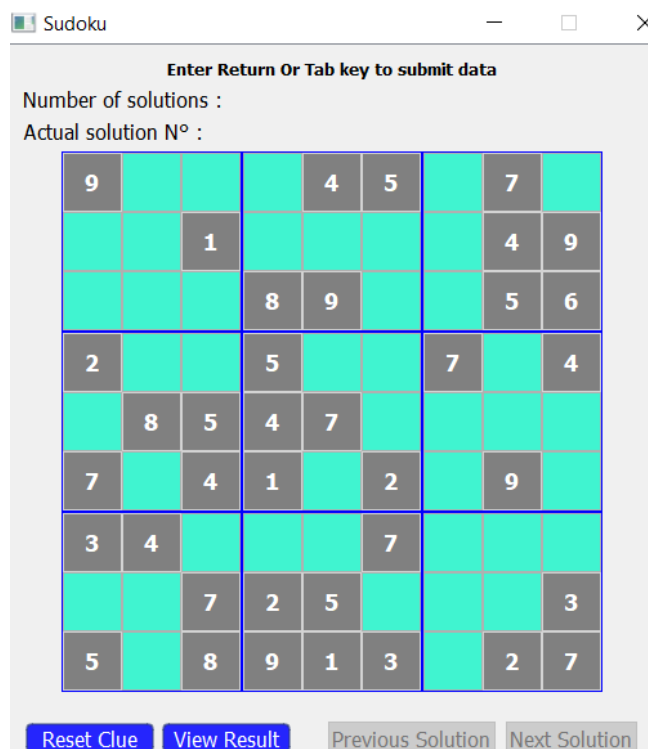 Sudoku
Enter Return Or Tab key to submit data
Number of solutions :
Actual solution N° :
9 4 5 7
1 4 9
8 9 5 6
2 5 7 4
8 5 4 7
7 4 1 2 9
3 4 7
7 2 5 3
5 8 9 1 3 2 7
Reset Clue View Result Previous Solution Next Solution